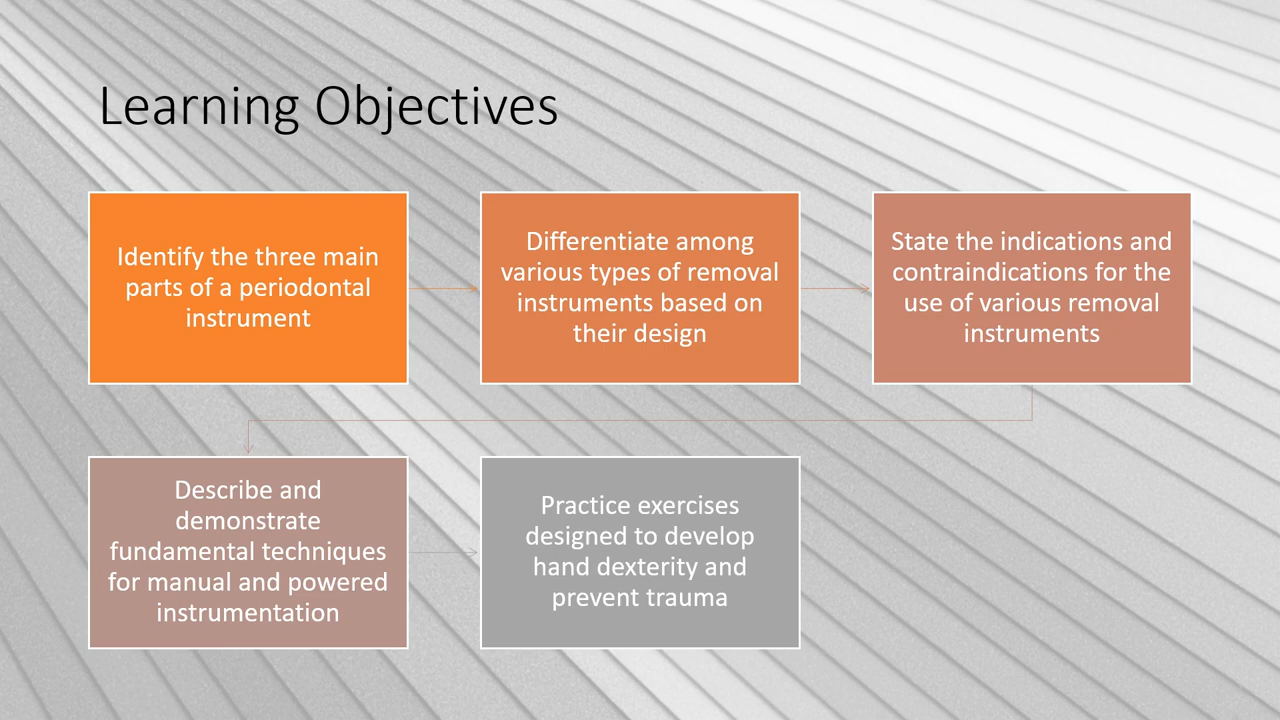 Learning Objectives
Identify the three main
parts of a periodontal
instrument
Differentiate among
various types of removal
instruments based on
their design
State the indications and
contraindications for the
use of various removal
instruments
Describe and
demonstrate
fundamental techniques
for manual and powered
instrumentation
Practice exercises
designed to develop
hand dexterity and
prevent trauma